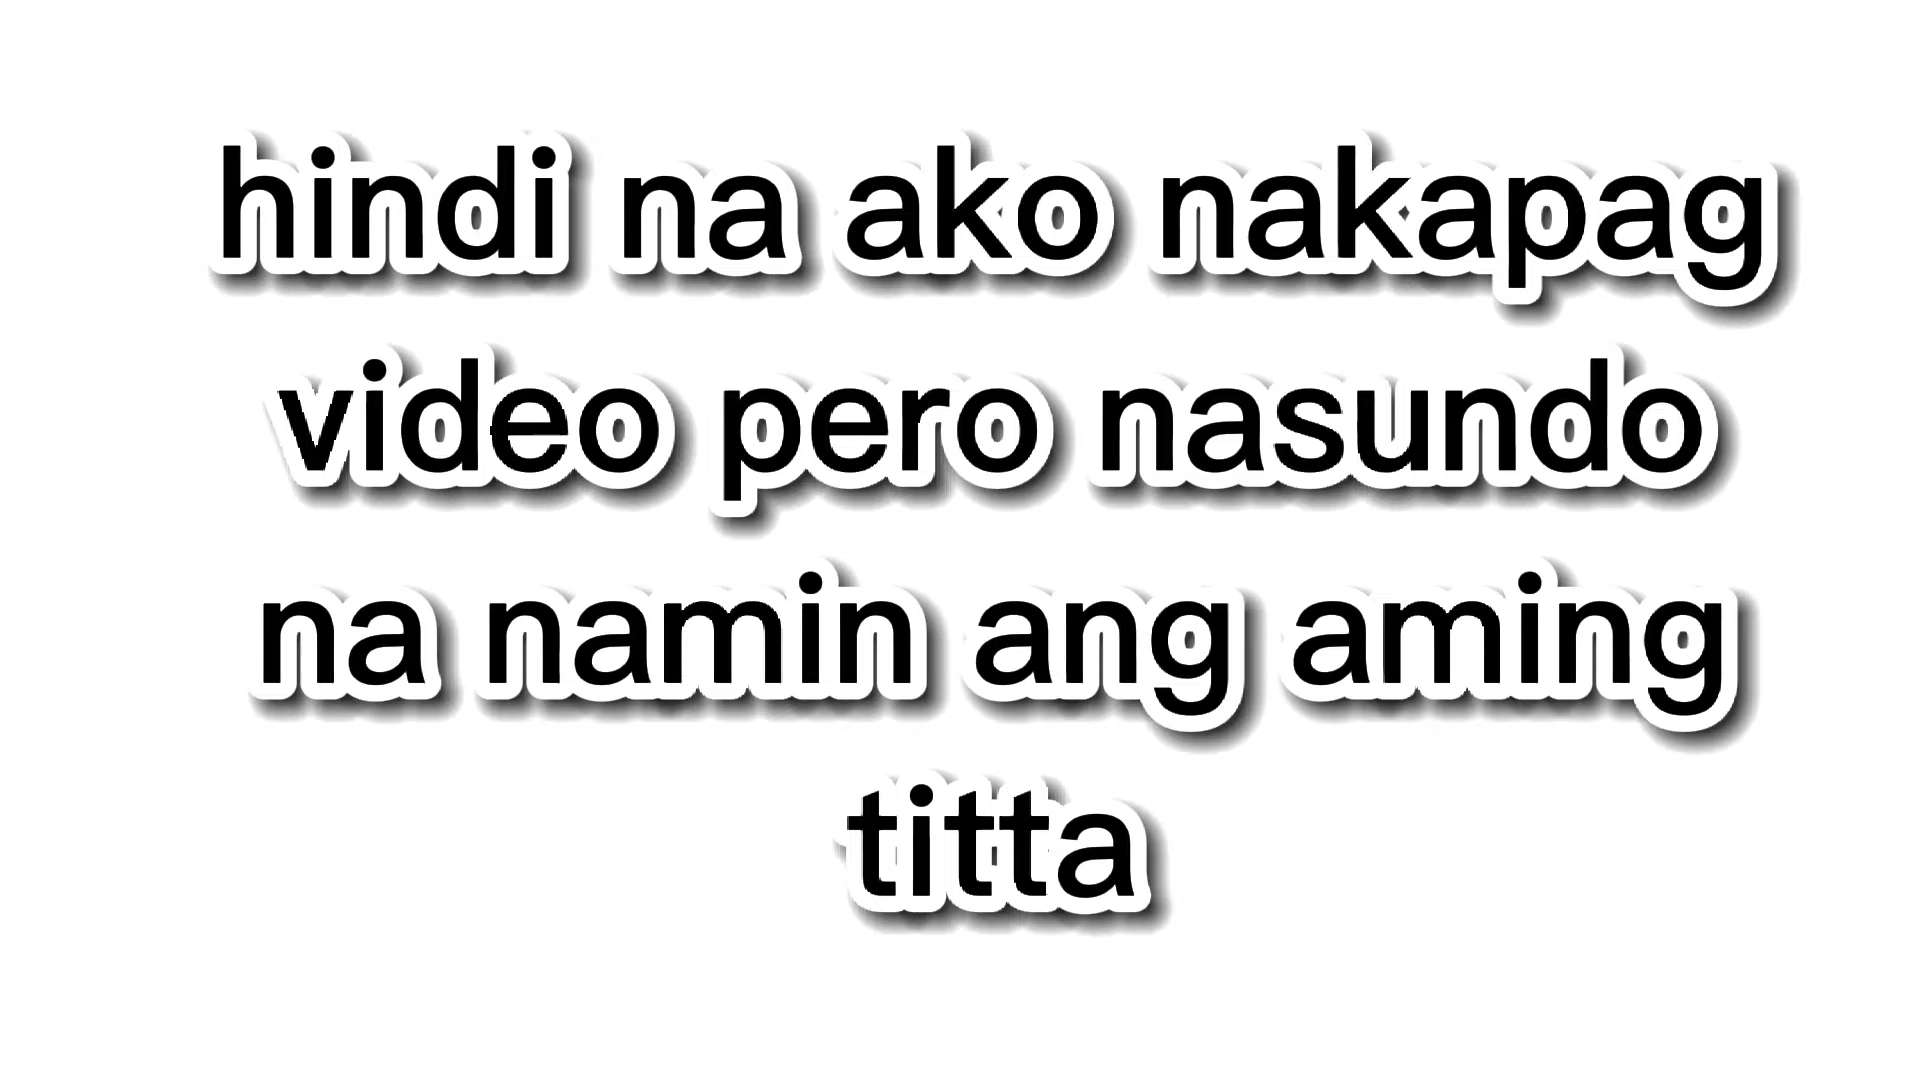 hindi na ako nakapag
video pero nasundo
na namin ang aming
titta